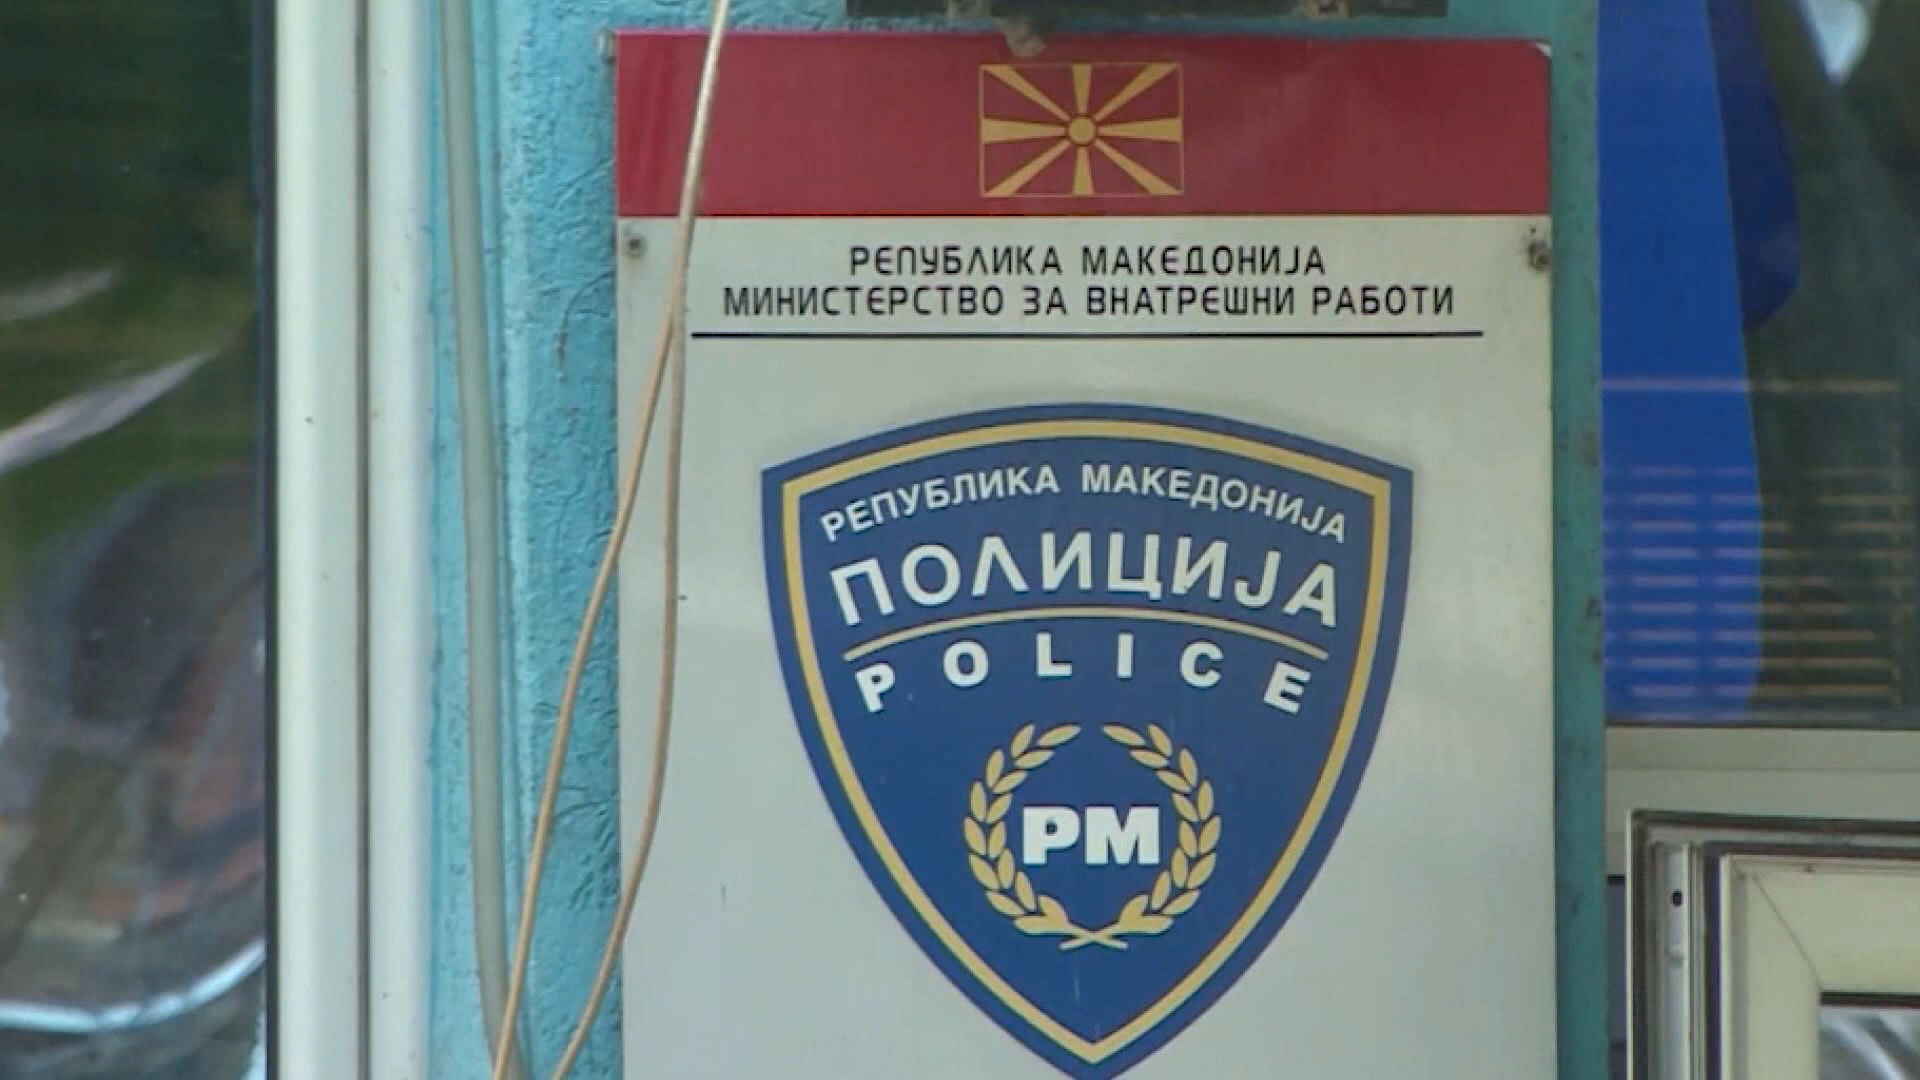 РЕПУБЛИКА МАКЕДОНИЈА
МИНИСТЕРСТВО ЗА ВНАТРЕШНИ РАБОТИ
РЕПУБЛИКА МАКЕДОНИЈА
ПОЛИЦИЈА
POLICE
РМ